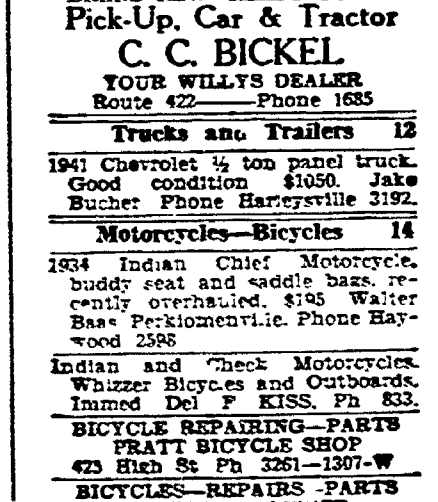 Pick-Up, Car & Tractor
C. C. BICKEL
YOUR WILLYS DEALER
Route 422——Phone 1685
Trucks and Trailers 12
1941 Chevrolet ½ ton panel truck.
Good condition $1050. Jake
Bucher Phone Harleysville 3192.
Motorcycles—Bicycles 14
1934 Indian Chief Motorcycle,
buddy seat and saddle bags, re-
cently overhauled. $195 Walter
Baas Perkiomenville. Phone Hay-
wood 2598
Indian and Check Motorcycles.
Whizzer Bicycles and Outboards.
Immed Del F KISS. Ph 833.
BICYCLE REPAIRING—PARTS
PRATT BICYCLE SHOP
423 High St Ph 3261—1307-W
BICYCLES—REPAIRS -PARTS